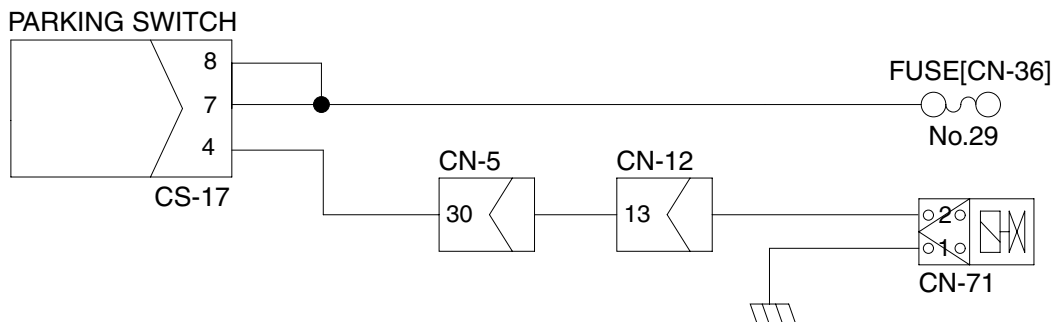 PARKING SWITCH
8
FUSE[CN-36]
7
No.29
4
CN-5
CN-12
CS-17
30
13
2
1
CN-71